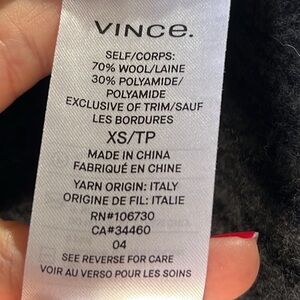 VINCE.
SELF/CORPS:
70% WOOL/LAINE
30% POLYAMIDE/
POLYAMIDE
EXCLUSIVE OF TRIM/SAUF
LES BORDURES
XS/TP
MADE IN CHINA
FABRIQUÉ EN CHINE
YARN ORIGIN: ITALY
ORIGINE DE FIL: ITALIE
RN#106730
CA#34460
04
SEE REVERSE FOR CARE
VOIR AU VERSO POUR LES SOINS